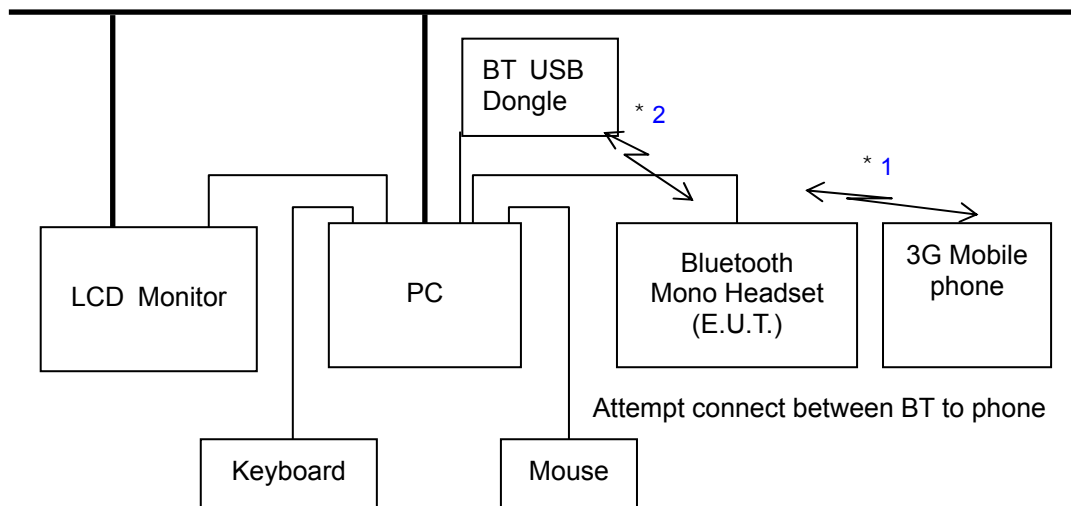 BT USB
Dongle
* 2
* 1
LCD Monitor
PC
Bluetooth
Mono Headset
(E.U.T.)
3G Mobile
phone
Attempt connect between BT to phone
Keyboard
Mouse